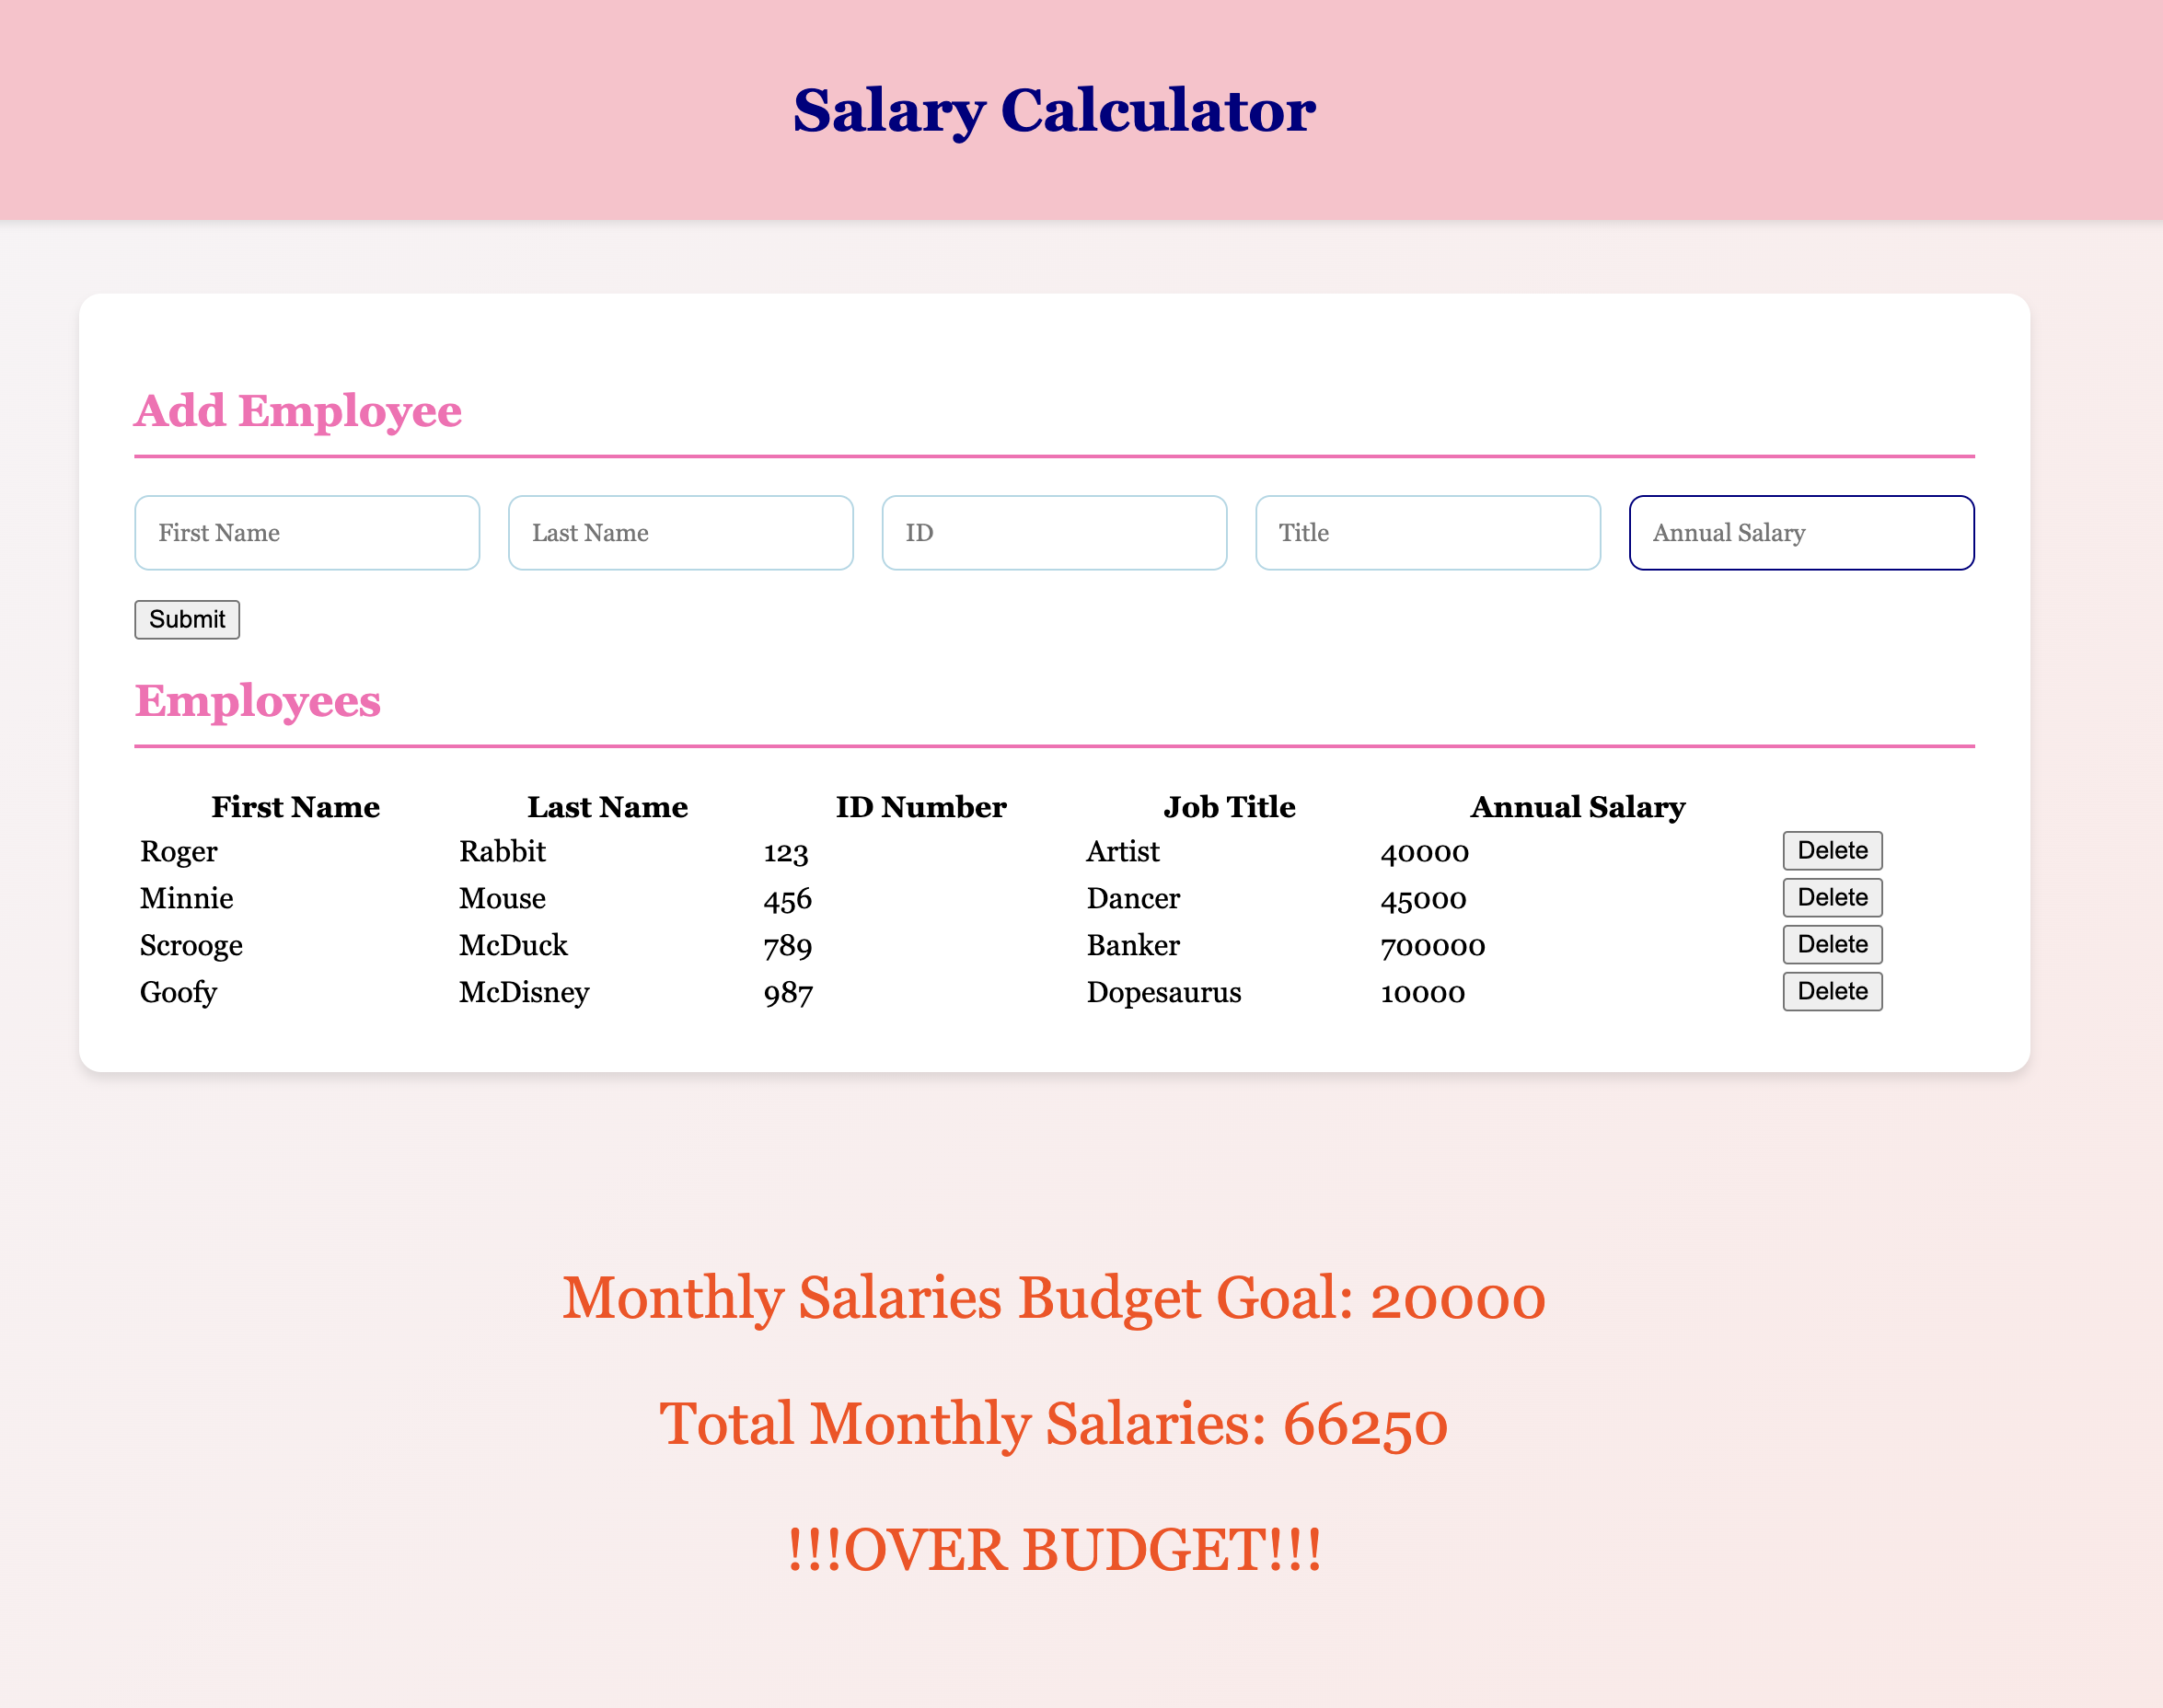 Salary Calculator
Add Employee
First Name Last Name ID Title Annual Salary
Submit
Employees
First Name Last Name ID Number Job Title Annual Salary
Roger Rabbit 123 Artist 40000 Delete
Minnie Mouse 456 Dancer 45000 Delete
Scrooge McDuck 789 Banker 700000 Delete
Goofy McDisney 987 Dopesaurus 10000 Delete
Monthly Salaries Budget Goal: 20000
Total Monthly Salaries: 66250
!!!OVER BUDGET!!!